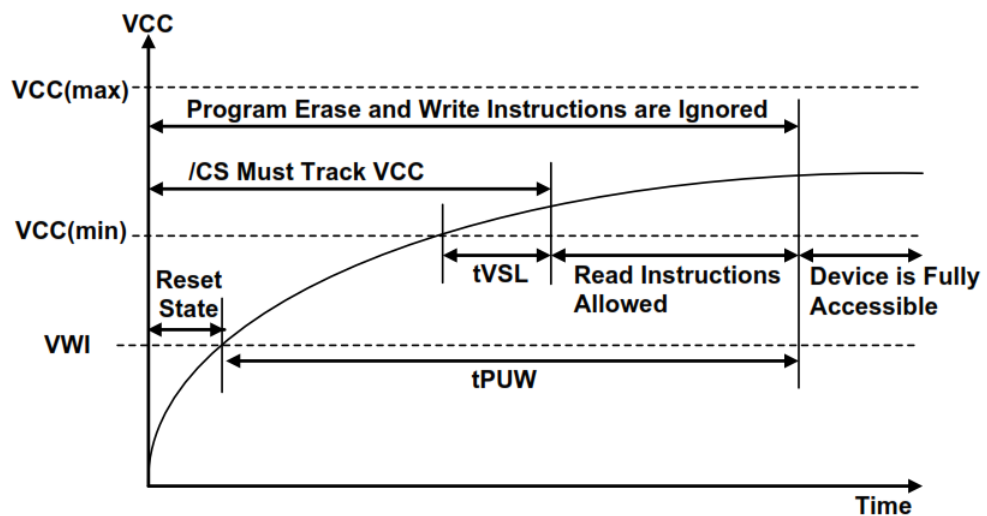 VCC
VCC(max)
Program Erase and Write Instructions are Ignored
/CS Must Track VCC
VCC(min)
tVSL
Read Instructions
Allowed
Device is Fully
Accessible
Reset
State
VWI
tPUW
Time